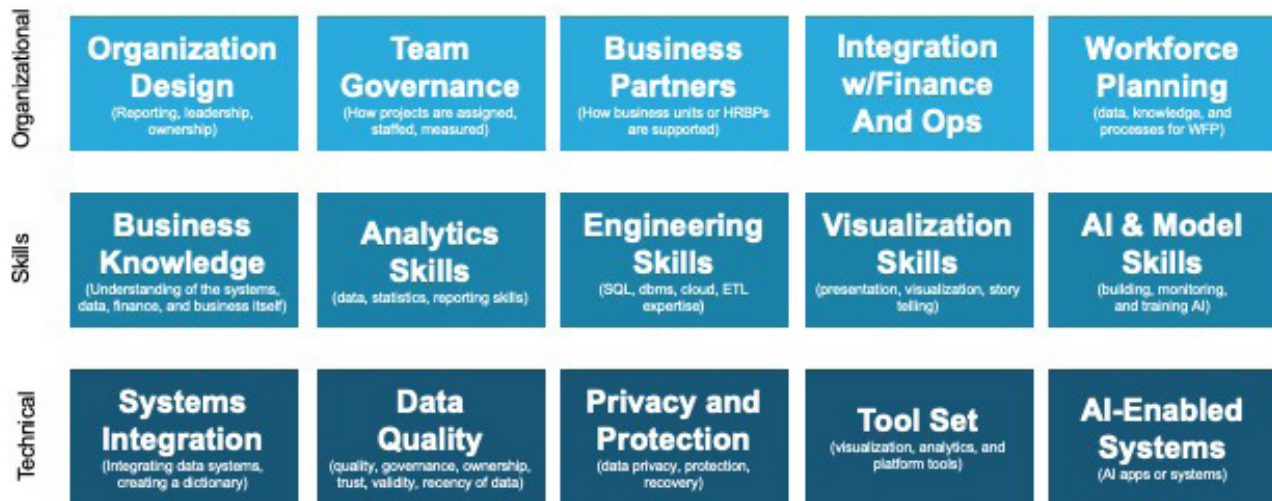 Organizational
Organization
Design
(Reporting, leadership,
ownership)
Team
Governance
(How projects are assigned,
staffed, measured)
Business
Partners
(How business units or HRBPs
are supported)
Integration
w/Finance
And Ops
Workforce
Planning
(data, knowledge, and
processes for WFP)
Skills
Business
Knowledge
(Understanding of the systems,
data, finance, and business itself)
Analytics
Skills
(data, statistics, reporting skills)
Engineering
Skills
(SQL, dbms, cloud, ETL
expertise)
Visualization
Skills
(presentation, visualization, story
telling)
AI & Model
Skills
(building, monitoring,
and training AI)
Technical
Systems
Integration
(Integrating data systems,
creating a dictionary)
Data
Quality
(quality, governance, ownership,
trust, validity, recency of data)
Privacy and
Protection
(data privacy, protection,
recovery)
Tool Set
(visualization, analytics, and
platform tools)
AI-Enabled
Systems
(AI apps or systems)